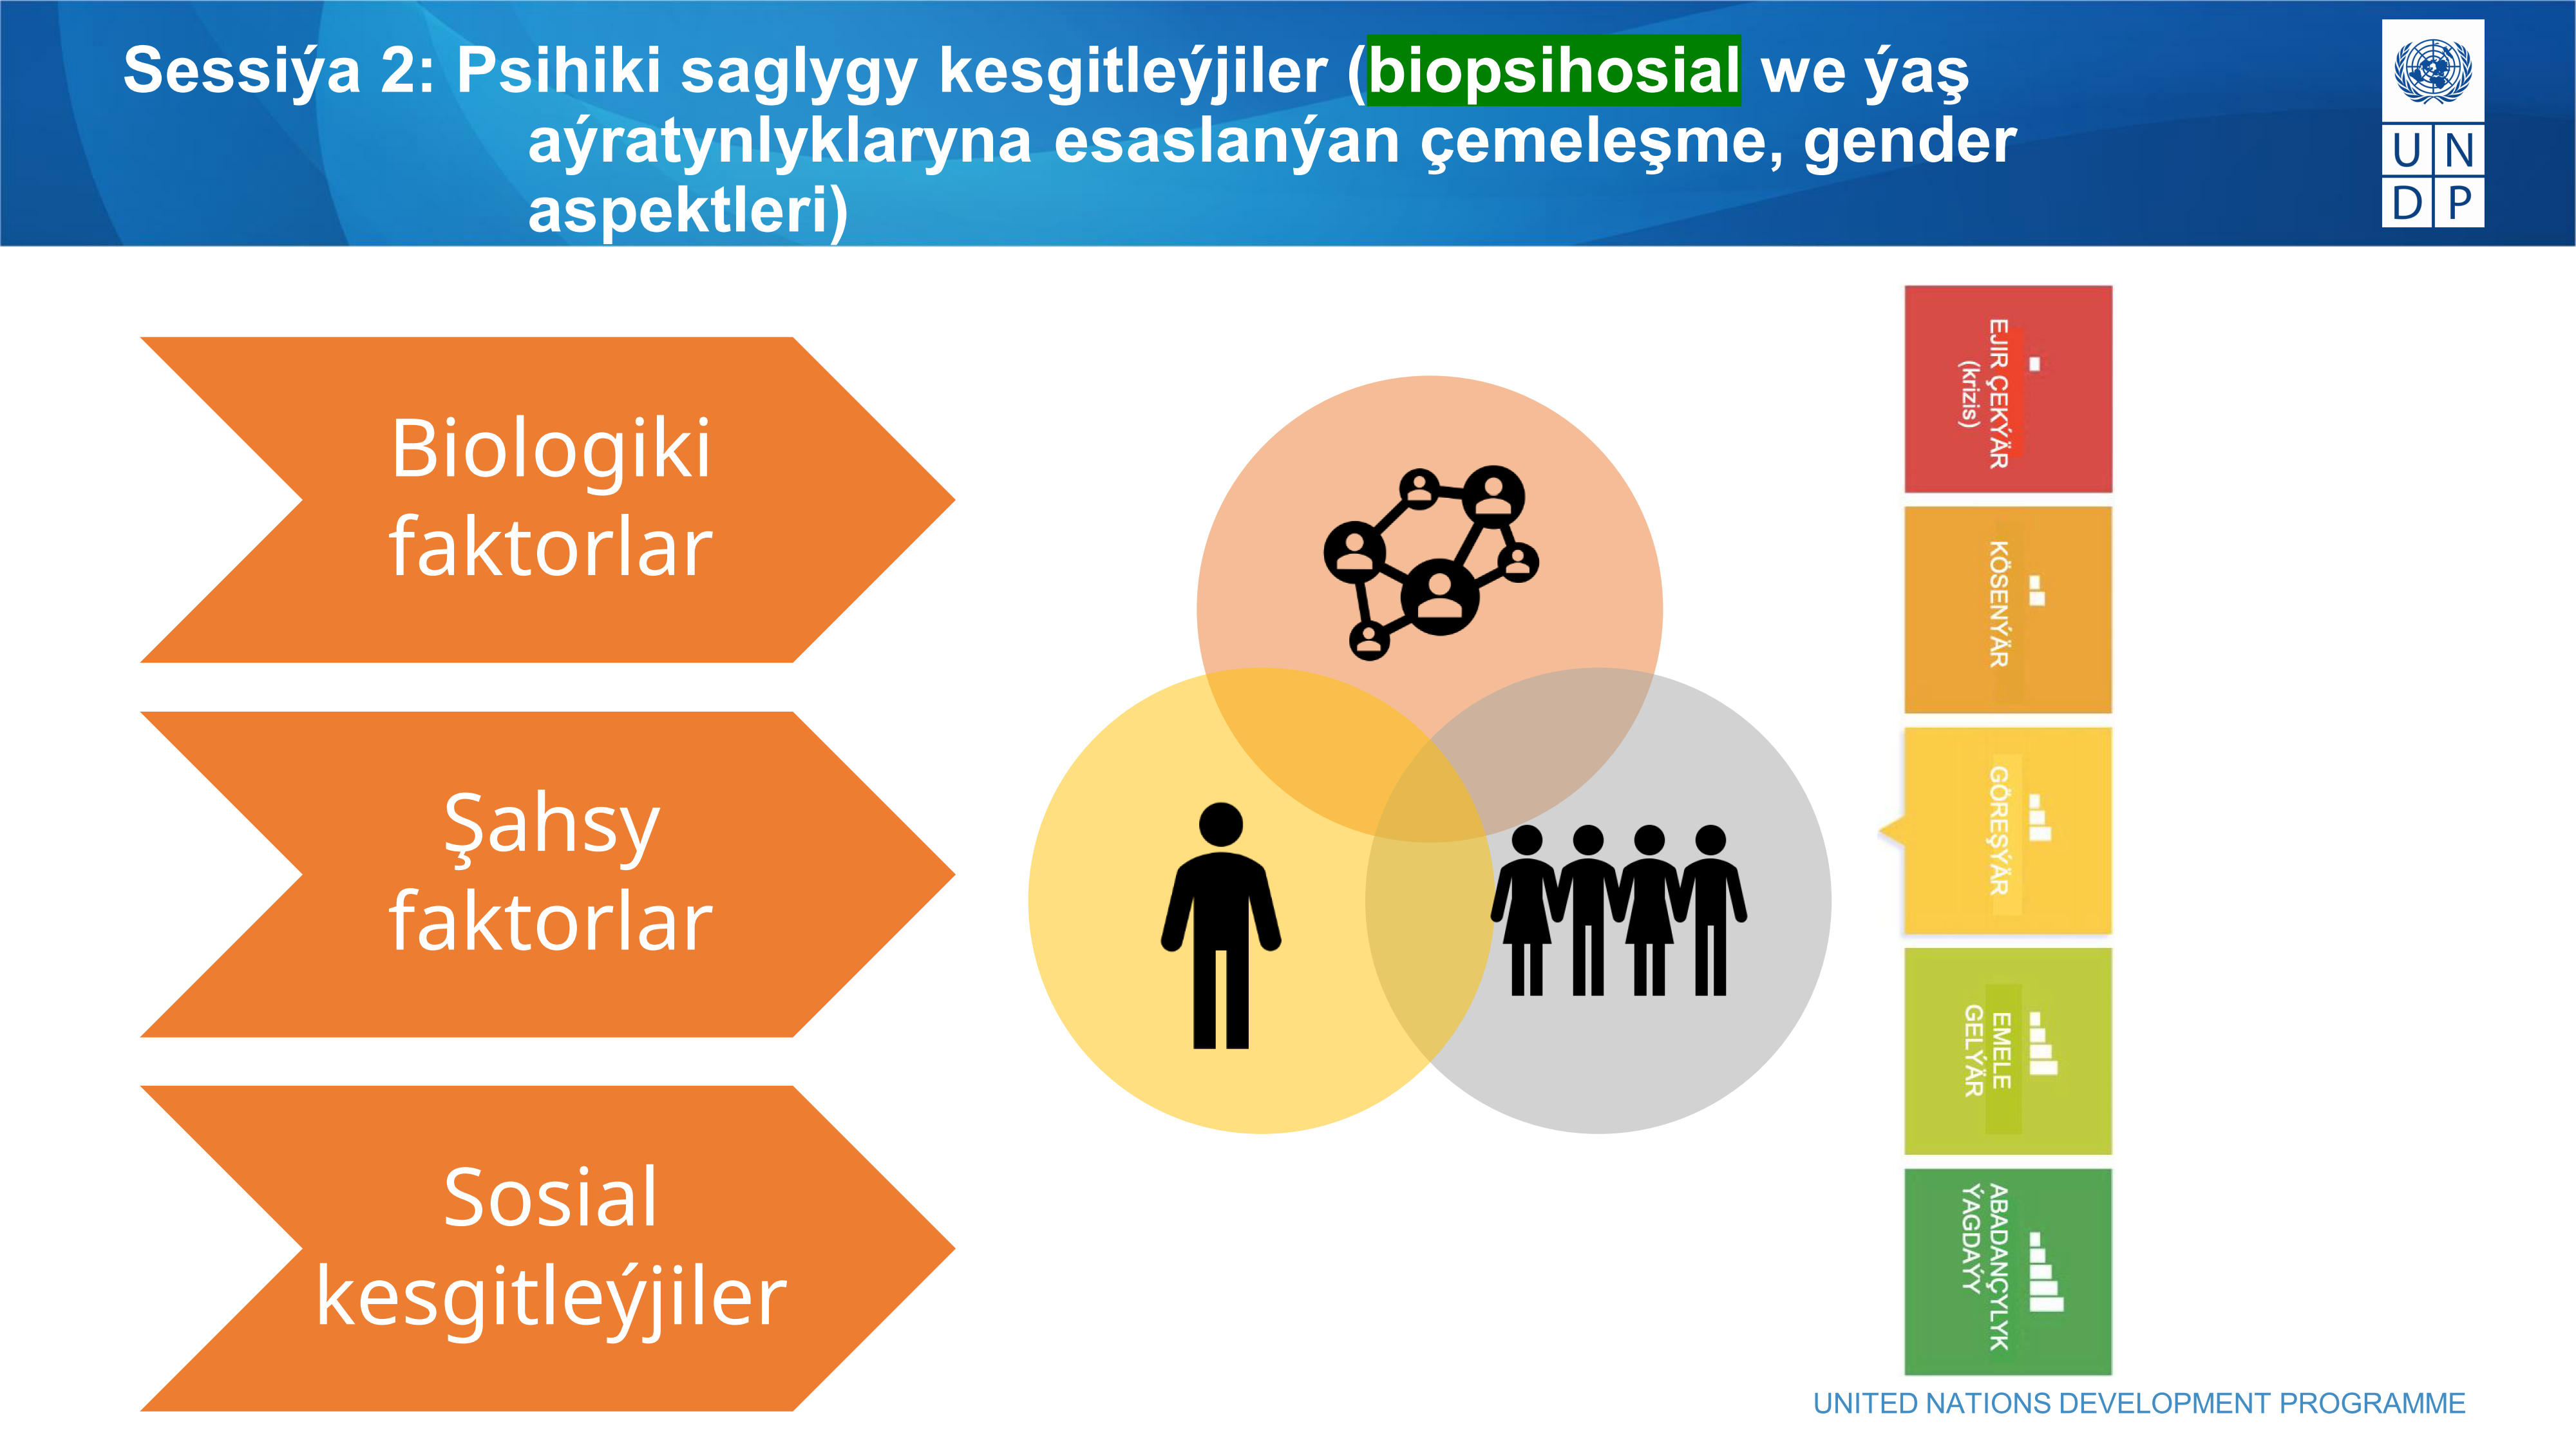 Sessiýa 2: Psihiki saglygy kesgitleýjiler (biopsihosial we ýaş
aýratynlyklaryna esaslanýan çemeleşme, gender
aspektleri)
U N
D P
Biologiki
faktorlar
Şahsy
faktorlar
Sosial
kesgitleýjiler
EJIR ÇEKÝÄR
(krizis)
KÖSENÝÄR
GÖREŞÝÄR
EMELE
GELÝÄR
ABADANÇYLYK
ÝAGDAÝY
UNITED NATIONS DEVELOPMENT PROGRAMME